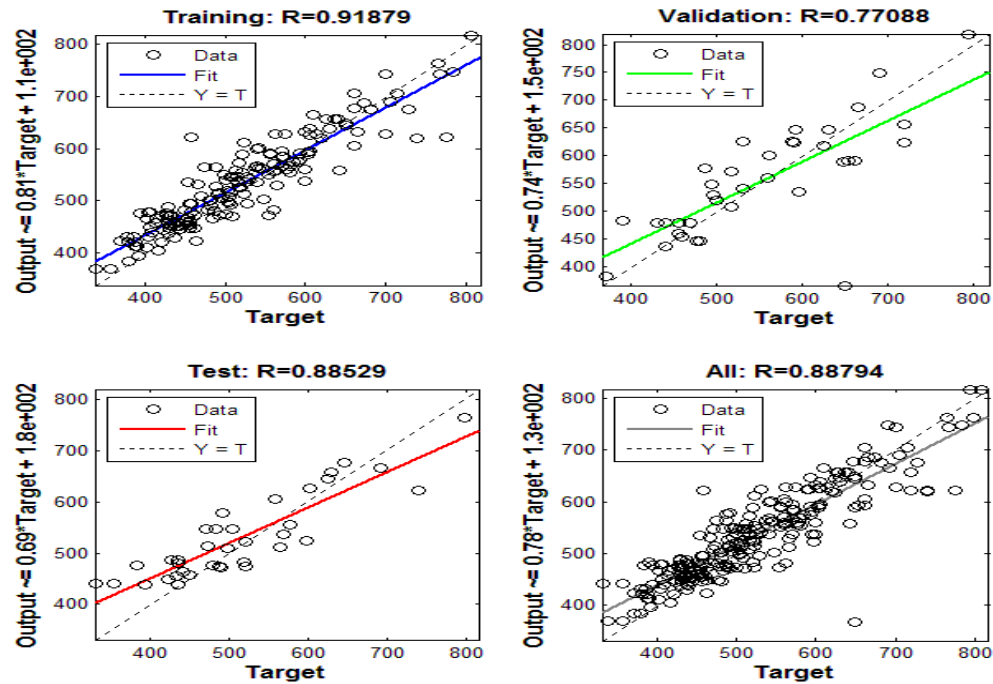 Training: R=0.91879
Output ~= 0.81*Target + 1.1e+002
800
700
600
500
400
Data
Fit
Y = T
400 500 600 700 800
Target
Validation: R=0.77088
Output ~= 0.74*Target + 1.5e+002
800
750
650
600
550
500
450
400
Data
Fit
Y = T
400 500 600 700 800
Target
Test: R=0.88529
Output ~= 0.69*Target + 1.8e+002
800
700
600
500
400
Data
Fit
Y = T
400 500 600 700 800
Target
All: R=0.88794
Output ~= 0.78*Target + 1.3e+002
800
700
600
500
400
Data
Fit
Y = T
400 500 600 700 800
Target